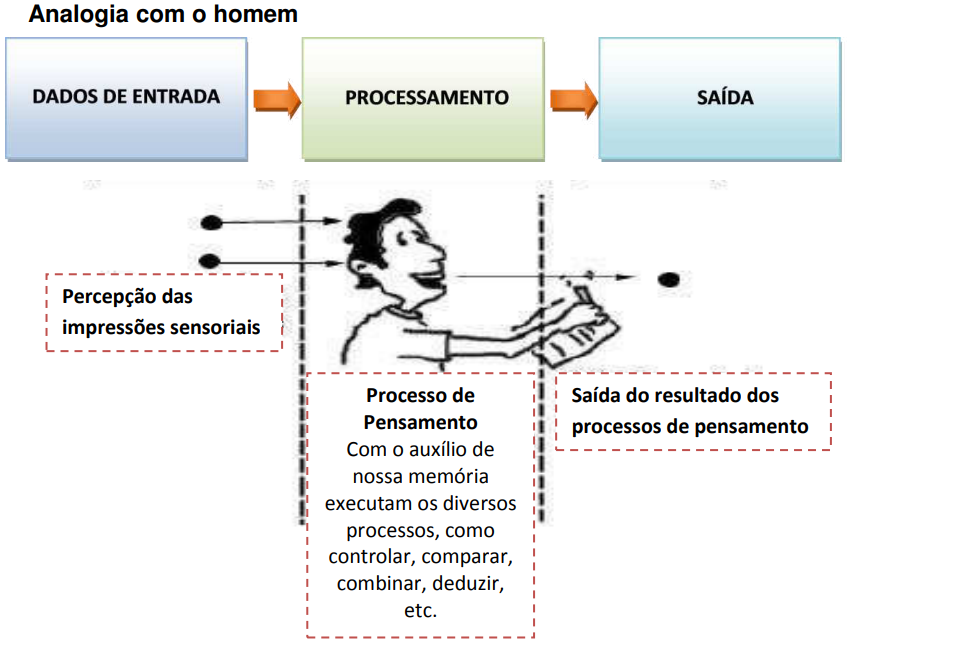 Analogia com o homem
DADOS DE ENTRADA
PROCESSAMENTO
SAÍDA
Percepção das
impressões sensoriais
Processo de
Pensamento
Com o auxílio de
nossa memória
executam os diversos
processos, como
controlar, comparar,
combinar, deduzir,
etc.
Saída do resultado dos
processos de pensamento